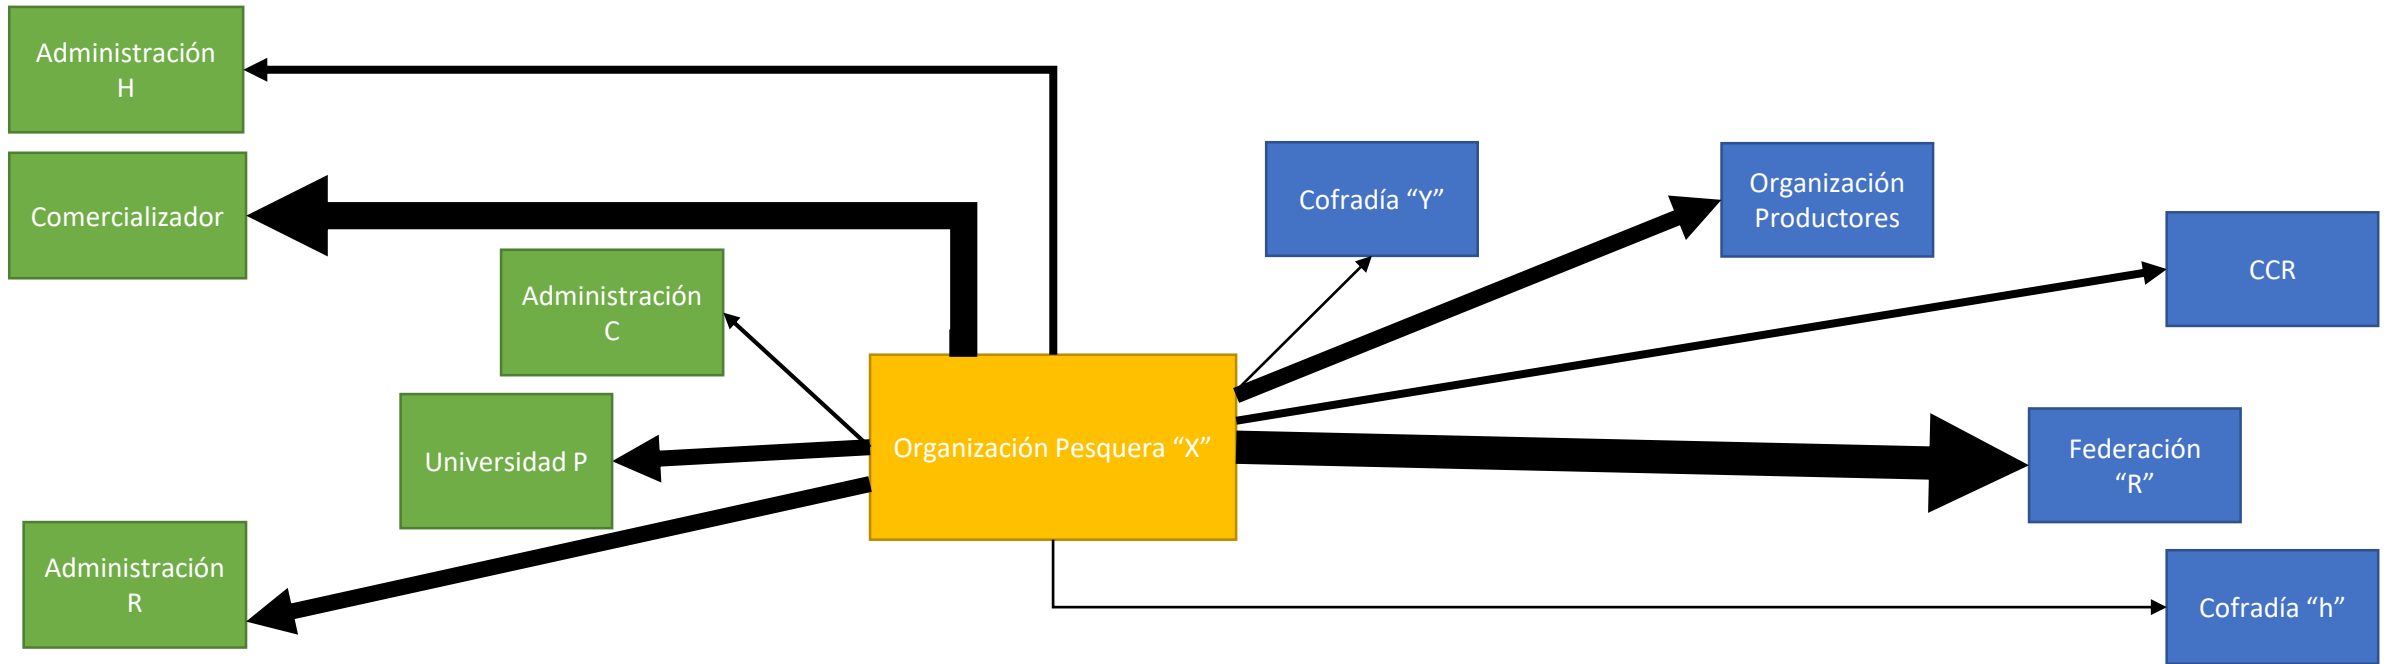 Administración
H
Comercializador
Administración
C
Universidad P
Administración
R
Organización Pesquera “X”
Cofradía “Y”
Organización
Productores
CCR
Federación
“R”
Cofradía “h”